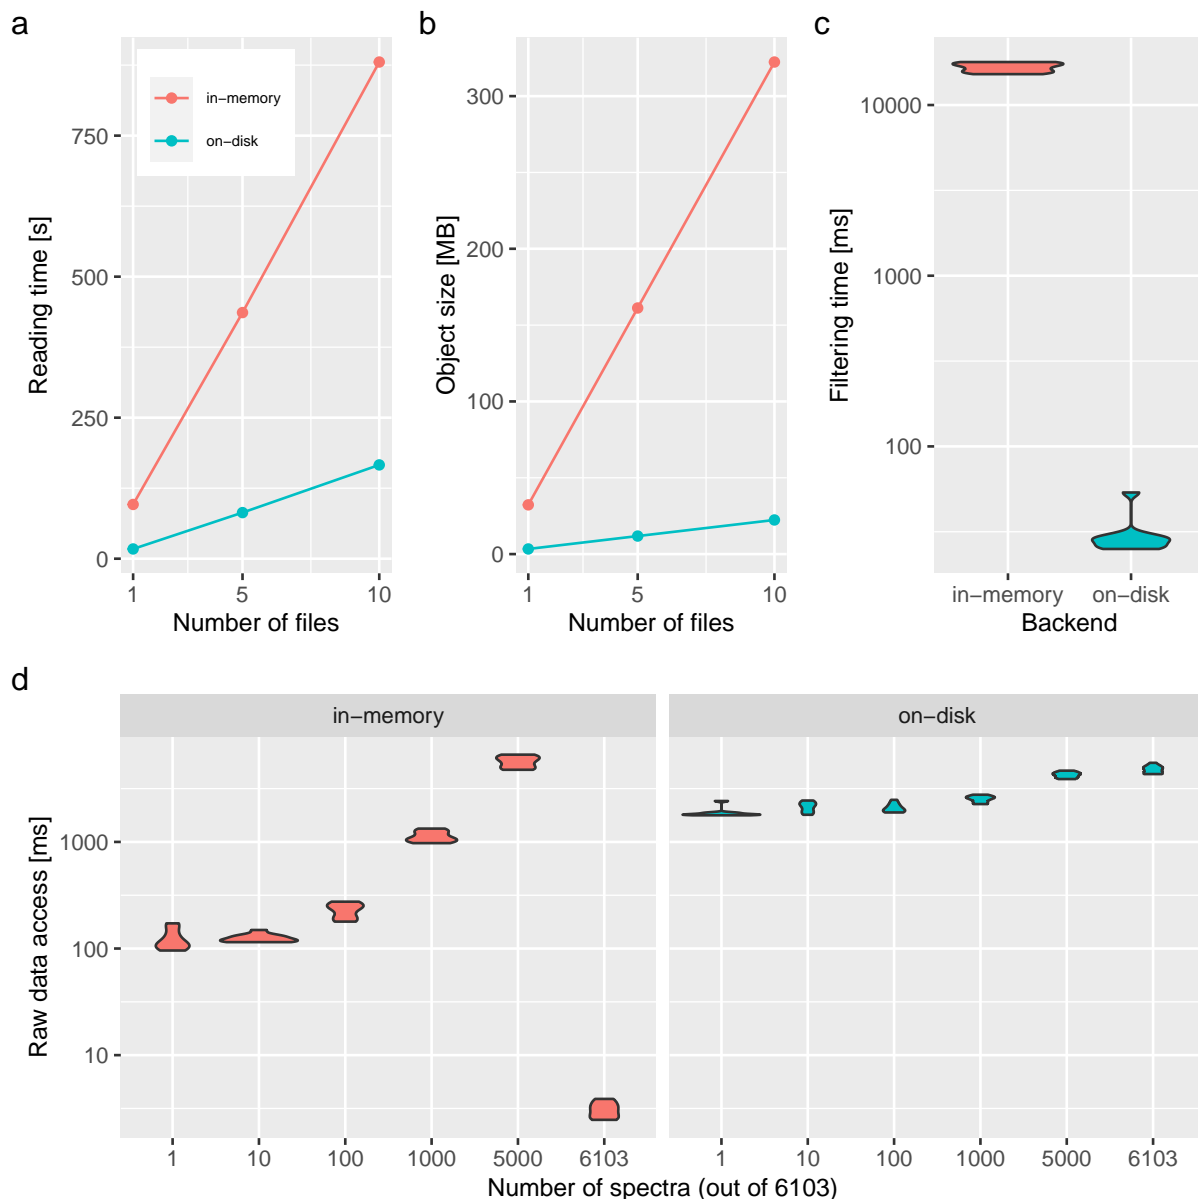 a
b
c
in−memory
on−disk
Reading time [s]
750
500
250
0
1
5
10
Number of files
Object size [MB]
300
200
100
0
1
5
10
Number of files
Filtering time [ms]
10000
1000
100
in−memory
on−disk
Backend
d
in−memory
on−disk
Raw data access [ms]
1000
100
10
1
10
100
1000
5000
6103
1
10
100
1000
5000
6103
Number of spectra (out of 6103)